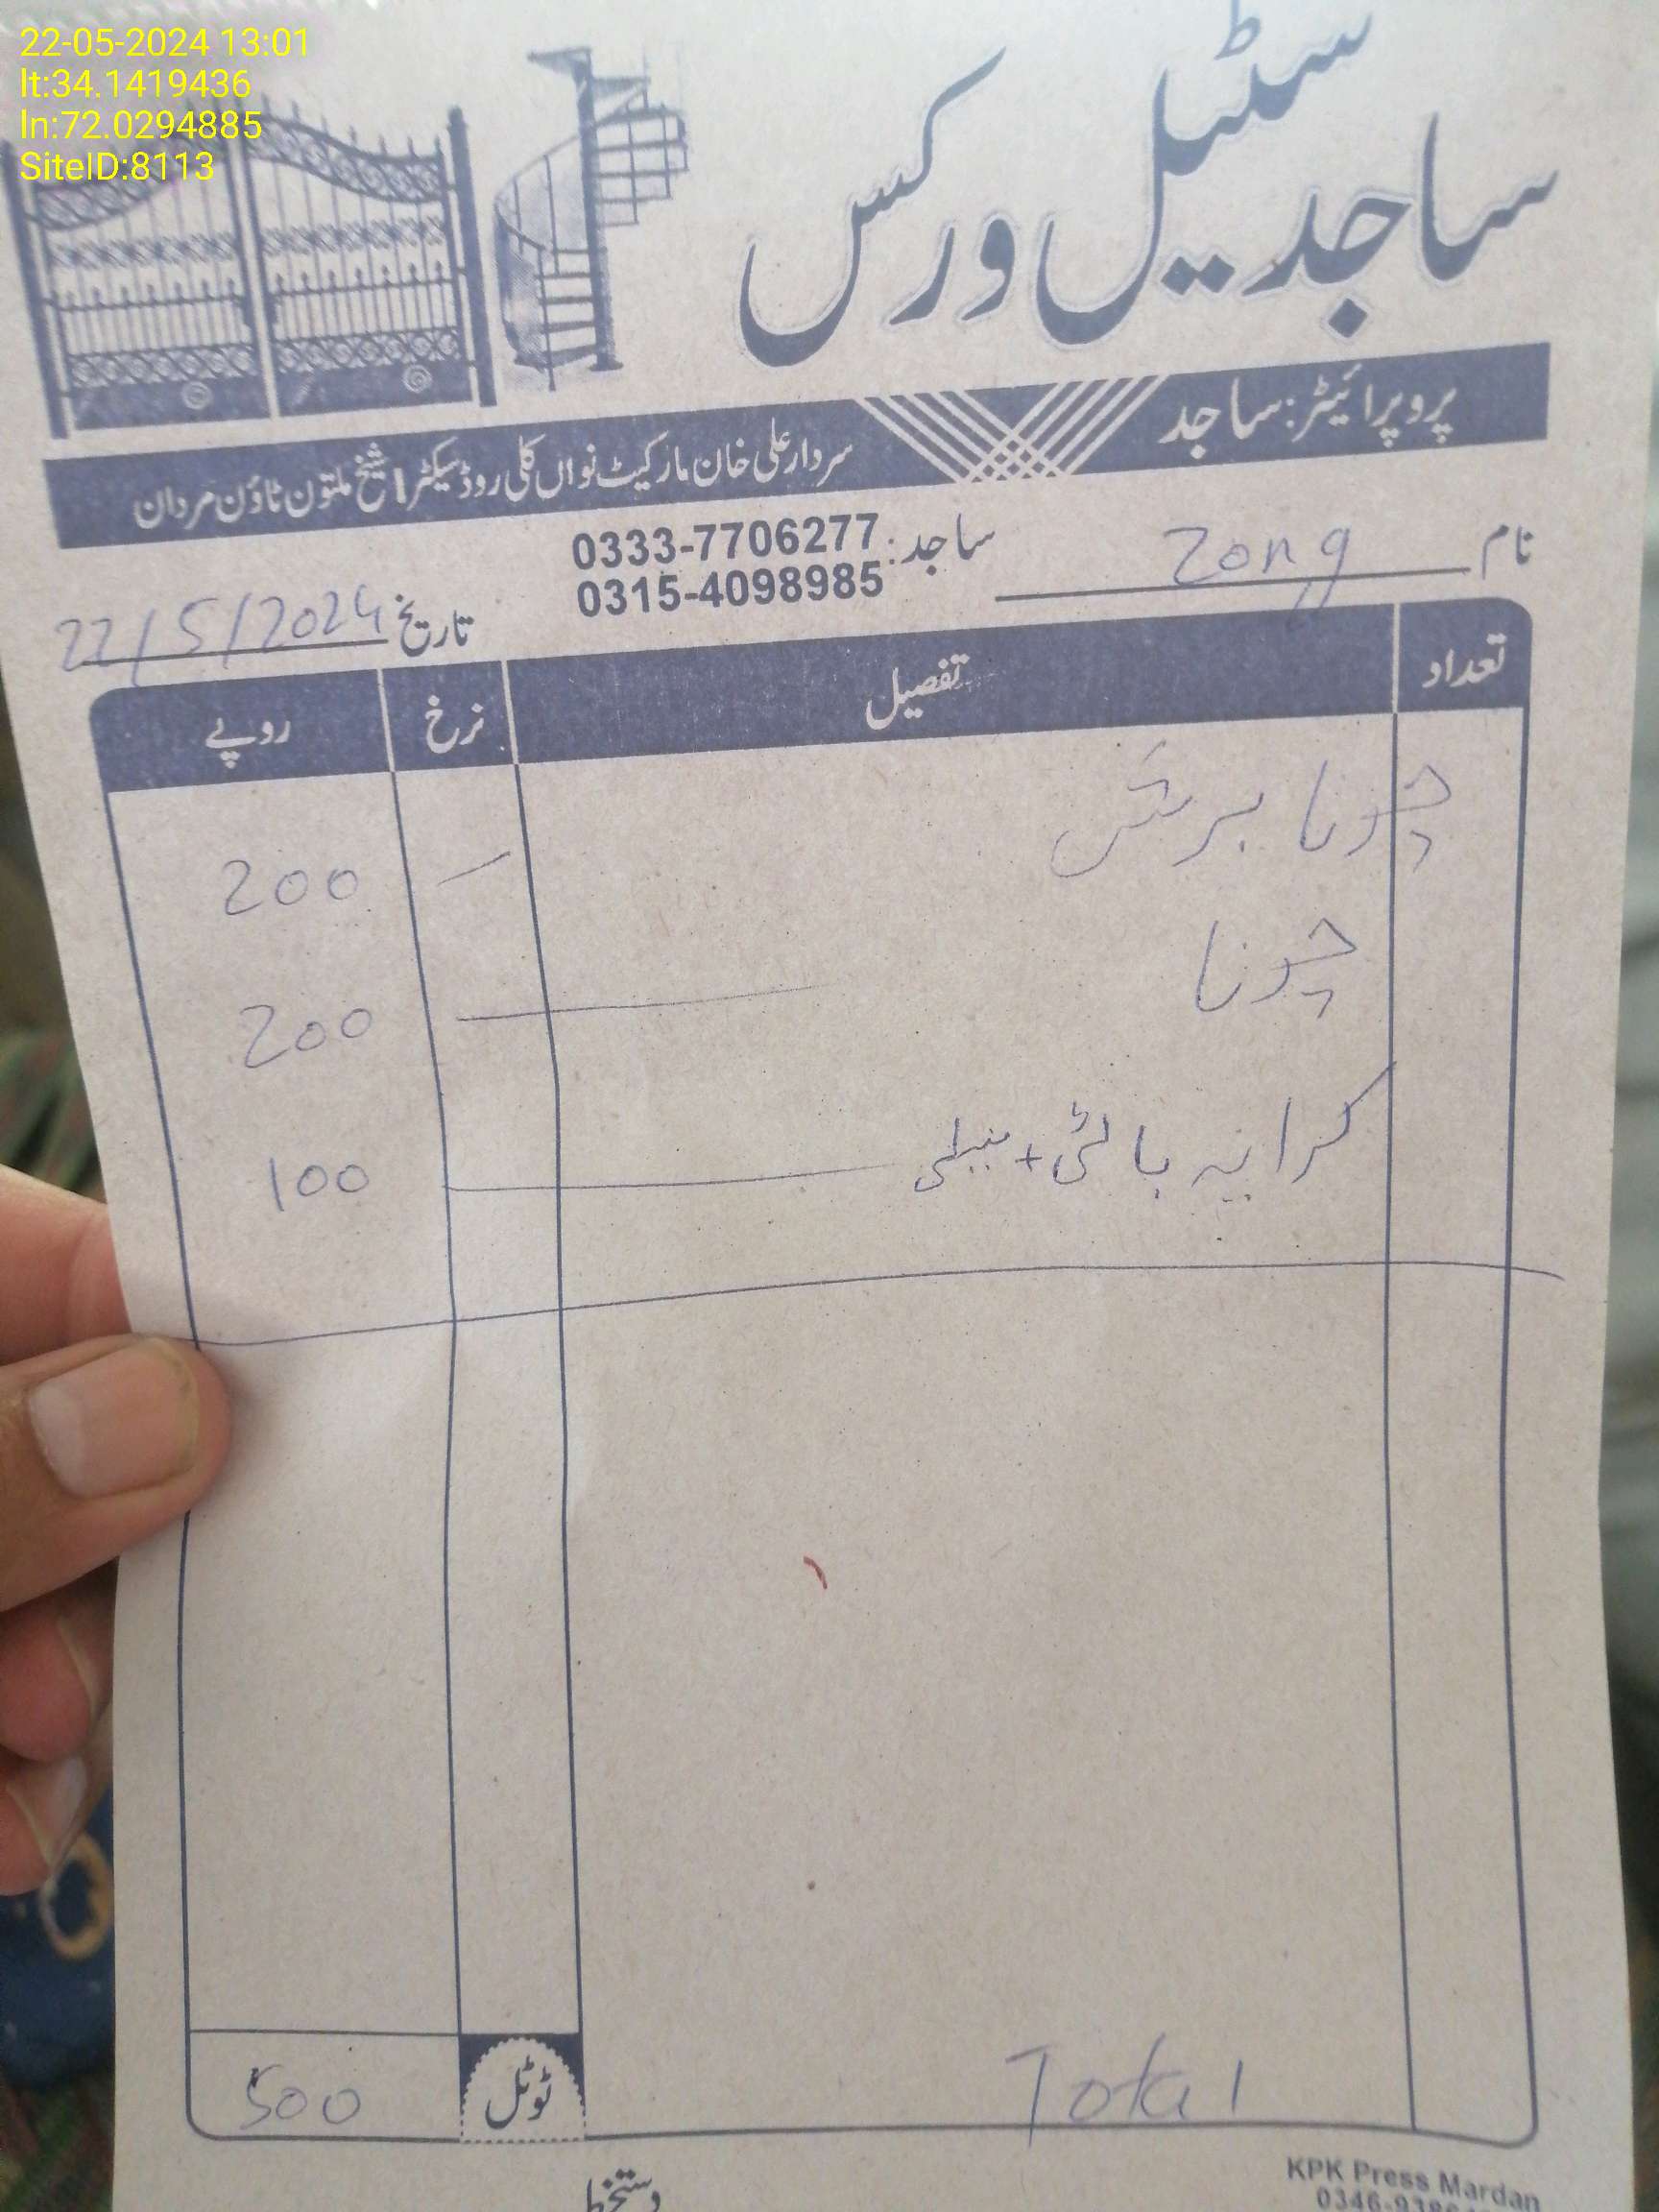 22-05-2024 13:01
lt:34.1419436
ln:72.0294885
SiteID:8113
ساجد سٹیل ورکس
پروپرائیٹر: ساجد
سردار علی خان مارکیٹ نواں کلی روڈ سیکٹر ا شیخ ملتون ٹاؤن مردان
نام Zong
ساجد: 0333-7706277
0315-4098985
تاریخ 22/5/2024
تعداد تفصیل نرخ روپے
چونا برش 200
چونا 200
کرایہ بالٹی + 100
Total ٹوٹل 500
دستخط
KPK Press Mardan